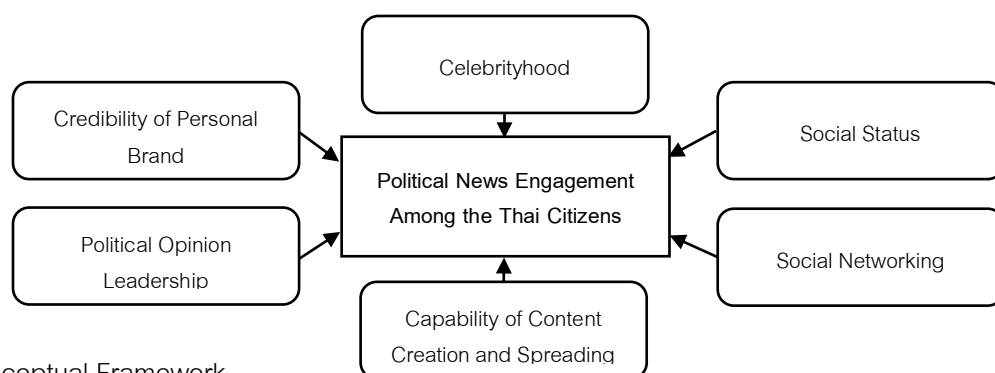 Celebrityhood
Credibility of Personal
Brand
Social Status
Political News Engagement
Among the Thai Citizens
Political Opinion
Leadership
Social Networking
Capability of Content
Creation and Spreading
Framework